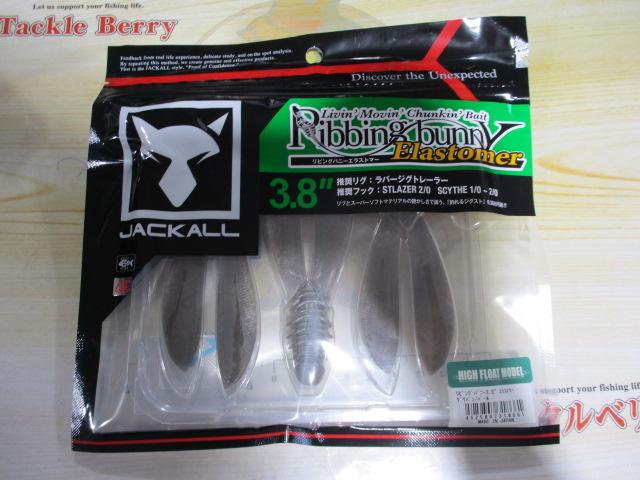 Let us support your fishing life.
Tackle Berry
Feedback from real life experience, delicate study, and on the spot analysis.
By repeating this method, we create genuine and effective products.
That is the JACKALL style. "Proof of Confidence"
Discover the Unexpected
Livin' Movin' Chunkin' Bait
Ribbing bunny
Elastomer
リビングバニーエラストマー
3.8"
推奨リグ：ラバージグトレーラー
推奨フック：STLAZER 2/0 SCYTHE 1/0～2/0
JACKALL
HIGH FLOAT MODEL
MADE IN JAPAN
support your fishing life.